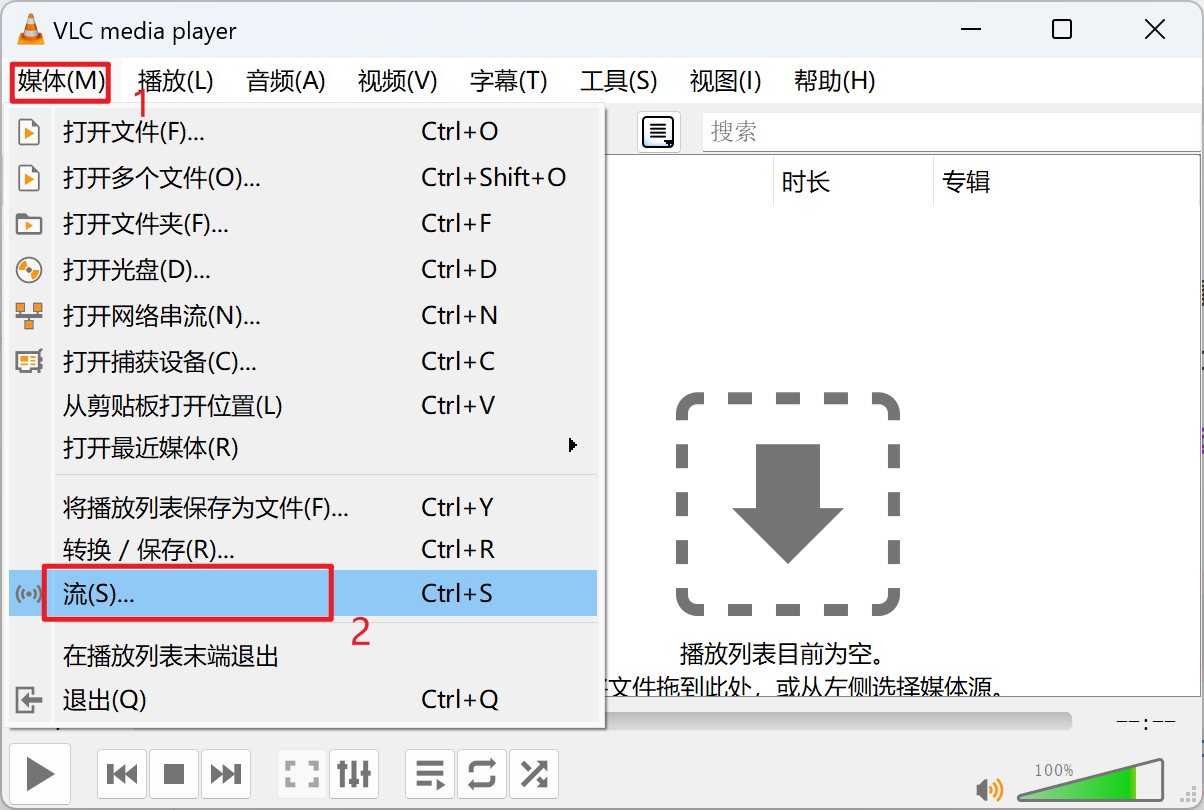 VLC media player
媒体(M) 播放(L) 音频(A) 视频(V) 字幕(T) 工具(S) 视图(I) 帮助(H)
1
打开文件(F)... Ctrl+O
搜索
打开多个文件(O)... Ctrl+Shift+O
时长 专辑
打开文件夹(F)... Ctrl+F
打开光盘(D)... Ctrl+D
打开网络串流(N)... Ctrl+N
打开捕获设备(C)... Ctrl+C
从剪贴板打开位置(L) Ctrl+V
打开最近媒体(R)
将播放列表保存为文件(F)... Ctrl+Y
转换 / 保存(R)... Ctrl+R
流(S)... Ctrl+S
2
在播放列表末端退出
退出(Q) Ctrl+Q
播放列表目前为空。
文件拖到此处，或从左侧选择媒体源。
--:--
100%